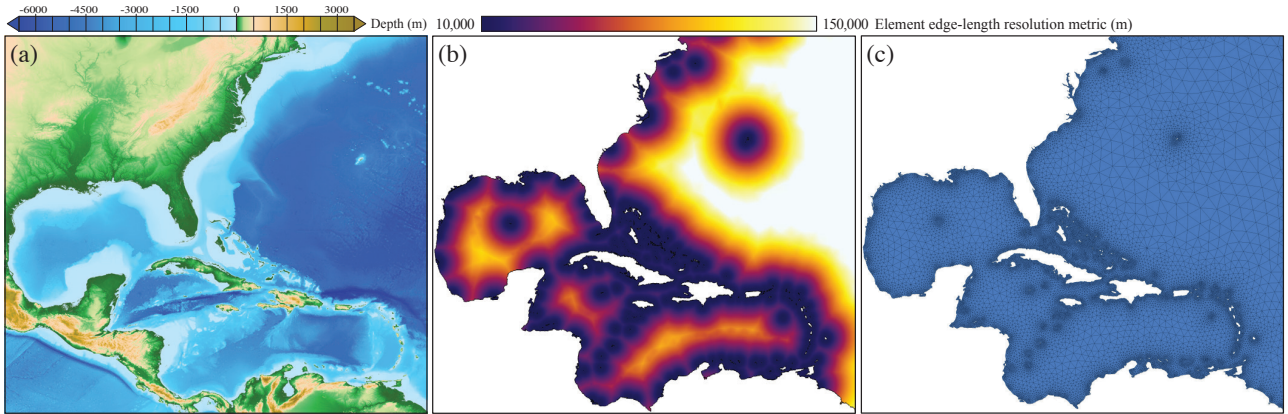 -6000 -4500 -3000 -1500 0 1500 3000 Depth (m)
10,000 150,000 Element edge-length resolution metric (m)
(a) (b) (c)